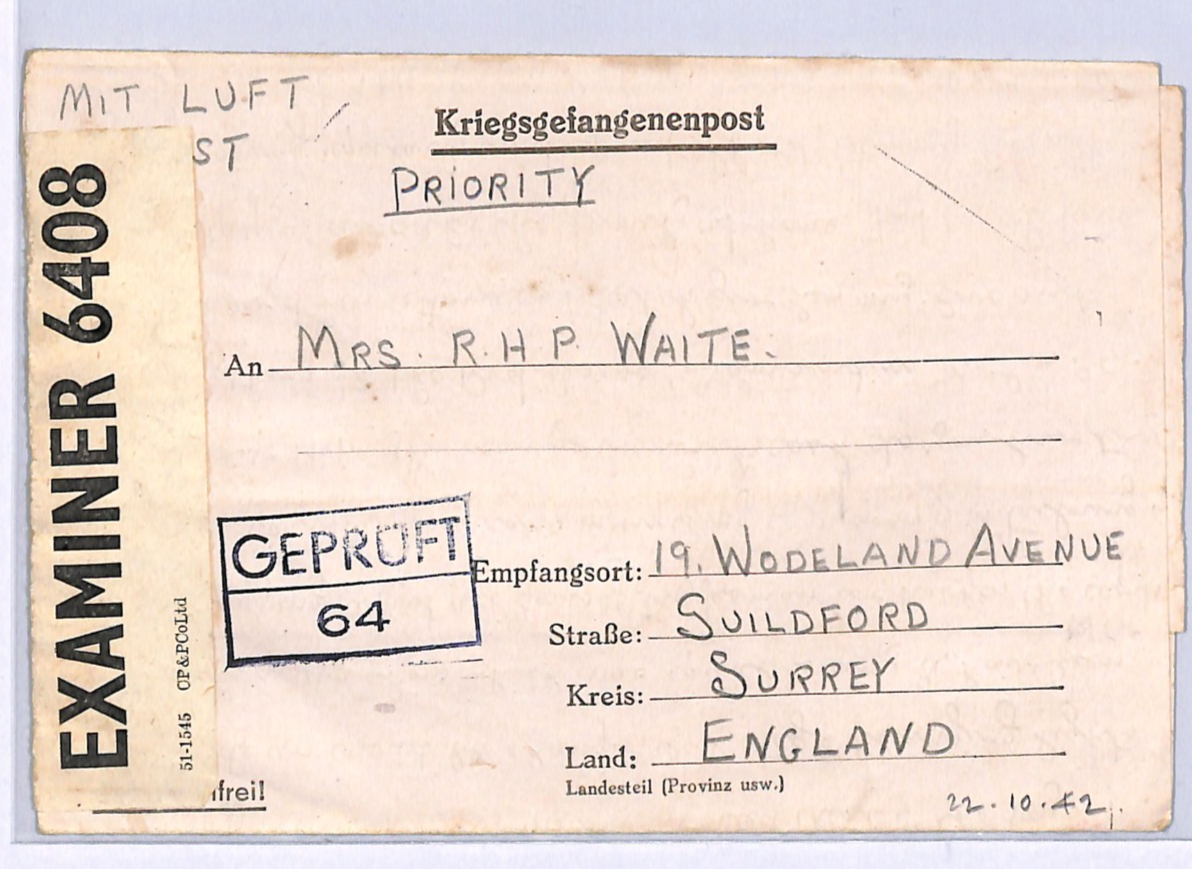 MIT LUFT
ST
Kriegsgefangenenpost
PRIORITY
EXAMINER 6408
51-1545 OP&PCoLtd
An MRS. R. H P. WAITE.
GEPRÜFT
64
Empfangsort: 19. WODELAND AVENUE
Straße: GUILDFORD
Kreis: SURREY
Land: ENGLAND
Landesteil (Provinz usw.)
frei!
22.10.42.